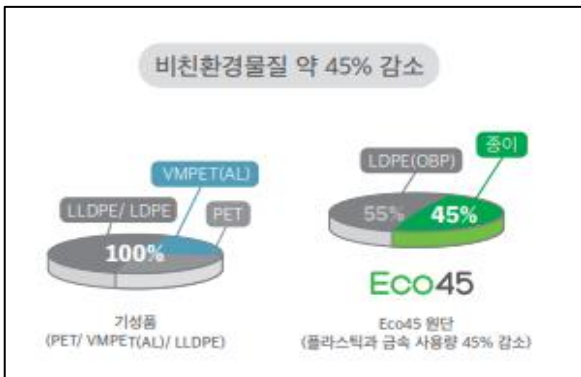 비친환경물질 약 45% 감소
VMPET(AL)
LLDPE/ LDPE
PET
100%
기성품
(PET/ VMPET(AL)/ LLDPE)
종이
LDPE(OBP)
55%
45%
Eco45
Eco45 원단
(플라스틱과 금속 사용량 45% 감소)